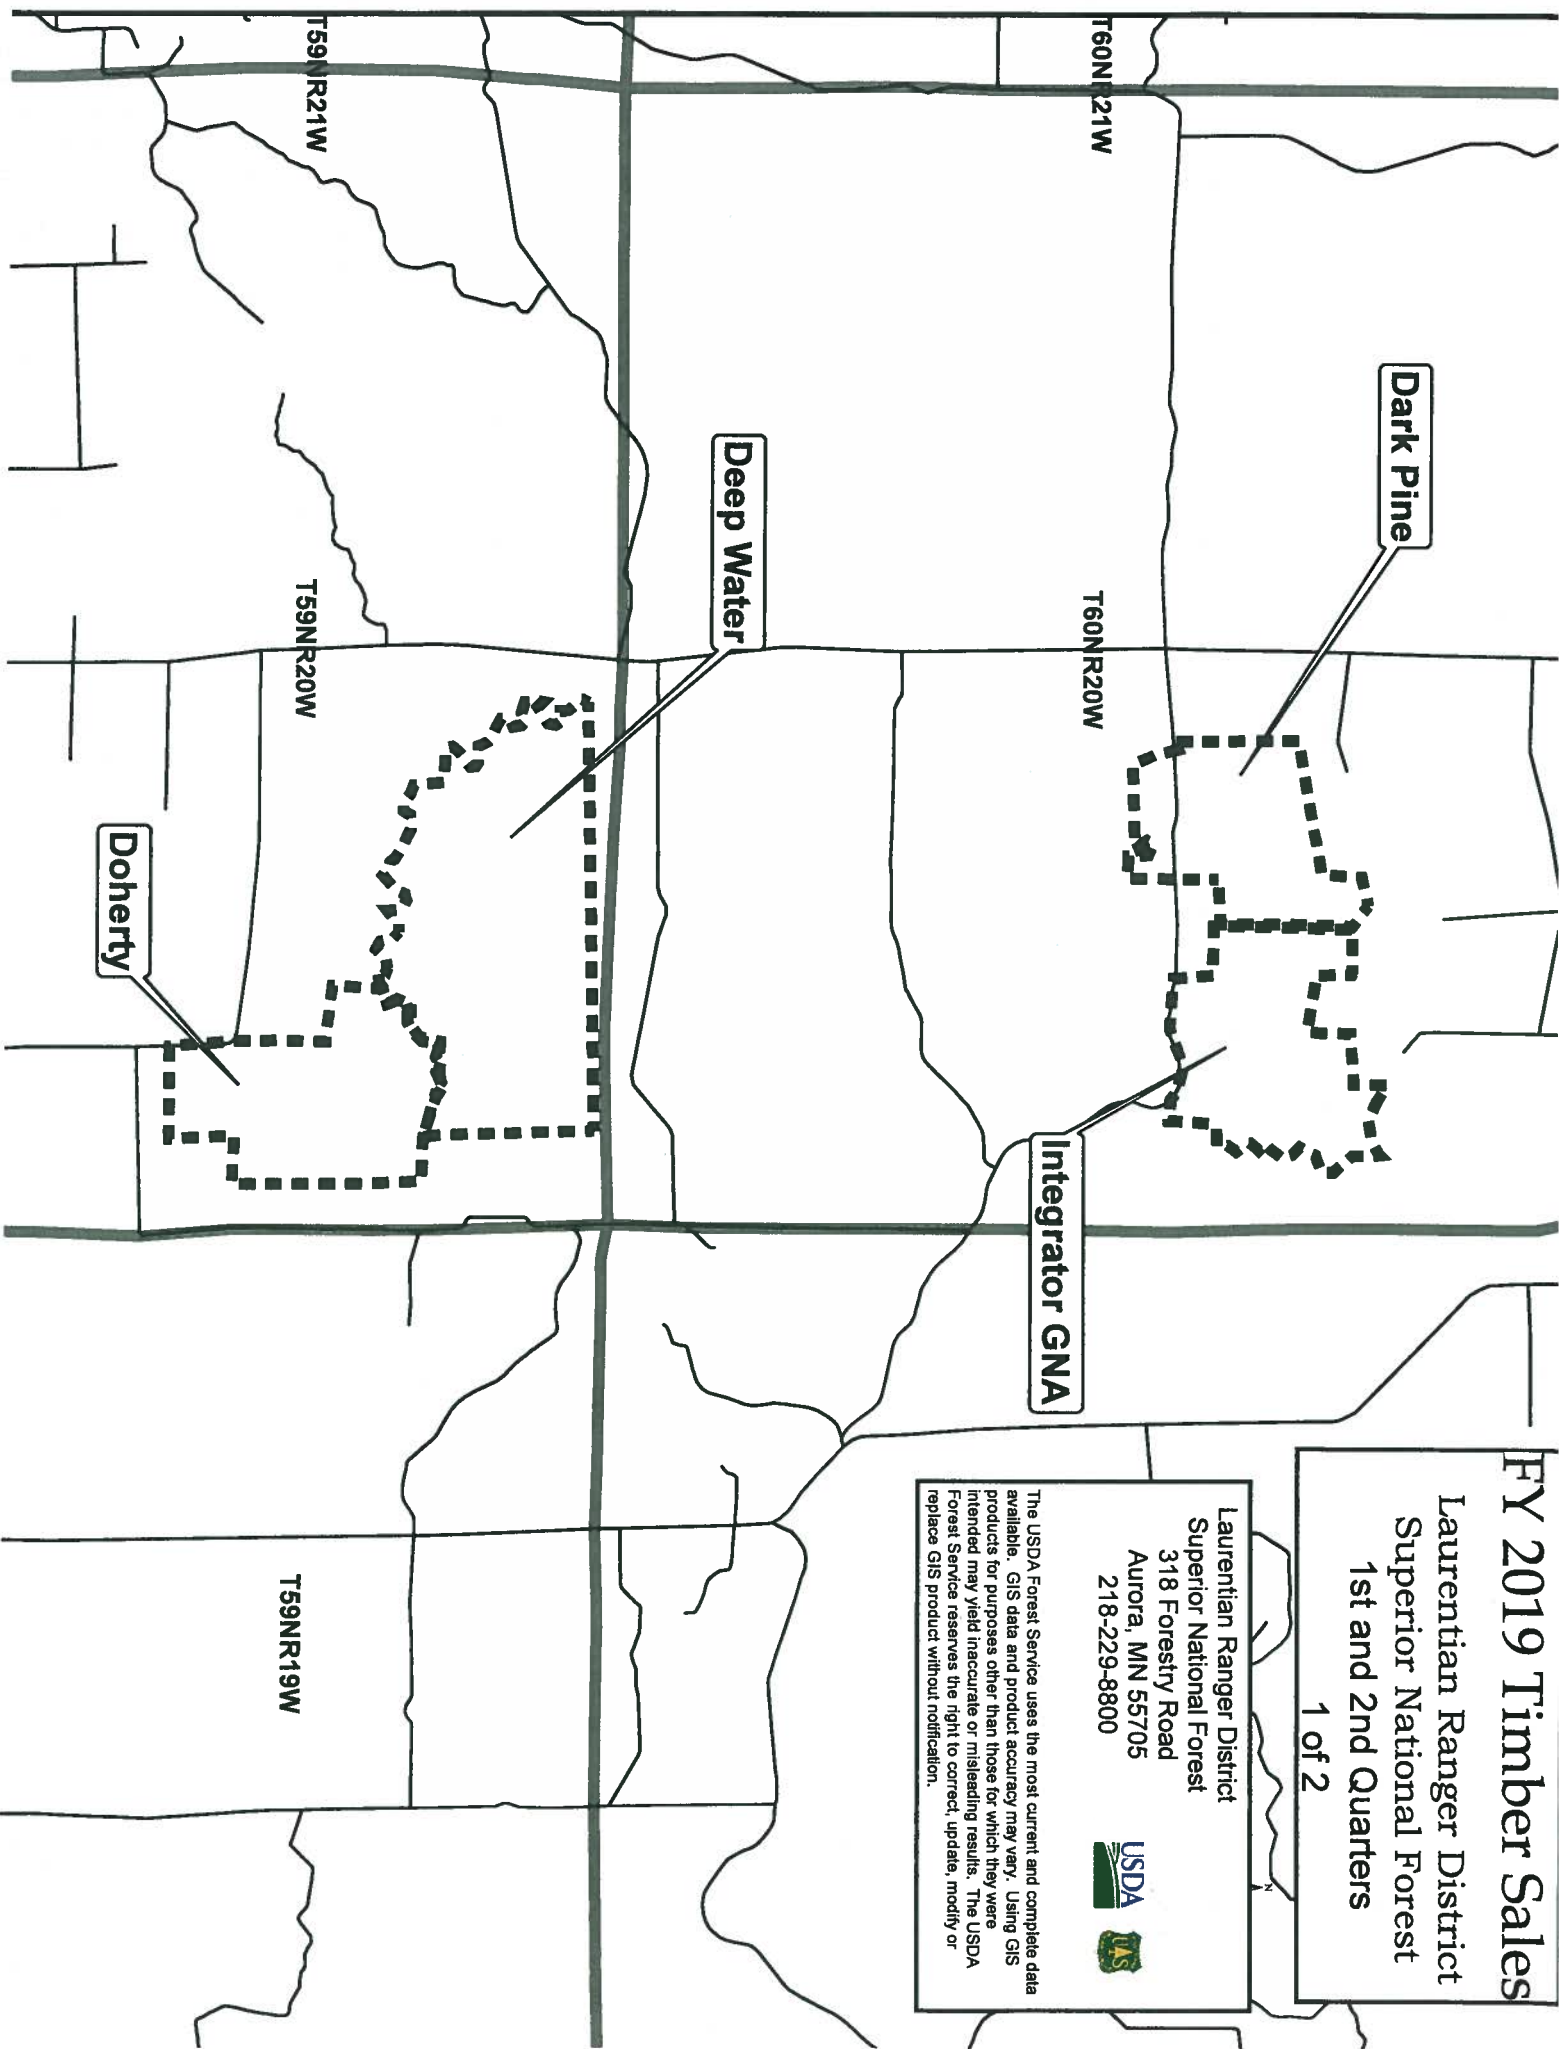 FY 2019 Timber Sales
Laurentian Ranger District
Superior National Forest
1st and 2nd Quarters
1 of 2
N
Laurentian Ranger District
Superior National Forest
318 Forestry Road
Aurora, MN 55705
218-229-8800
USDA
UAS
The USDA Forest Service uses the most current and complete data
available. GIS data and product accuracy may vary. Using GIS
products for purposes other than those for which they were
intended may yield inaccurate or misleading results. The USDA
Forest Service reserves the right to correct, update, modify or
replace GIS product without notification.
Dark Pine
T60NR21W
T60NR20W
Integrator GNA
Deep Water
T59NR21W
T59NR20W
T59NR19W
Doherty